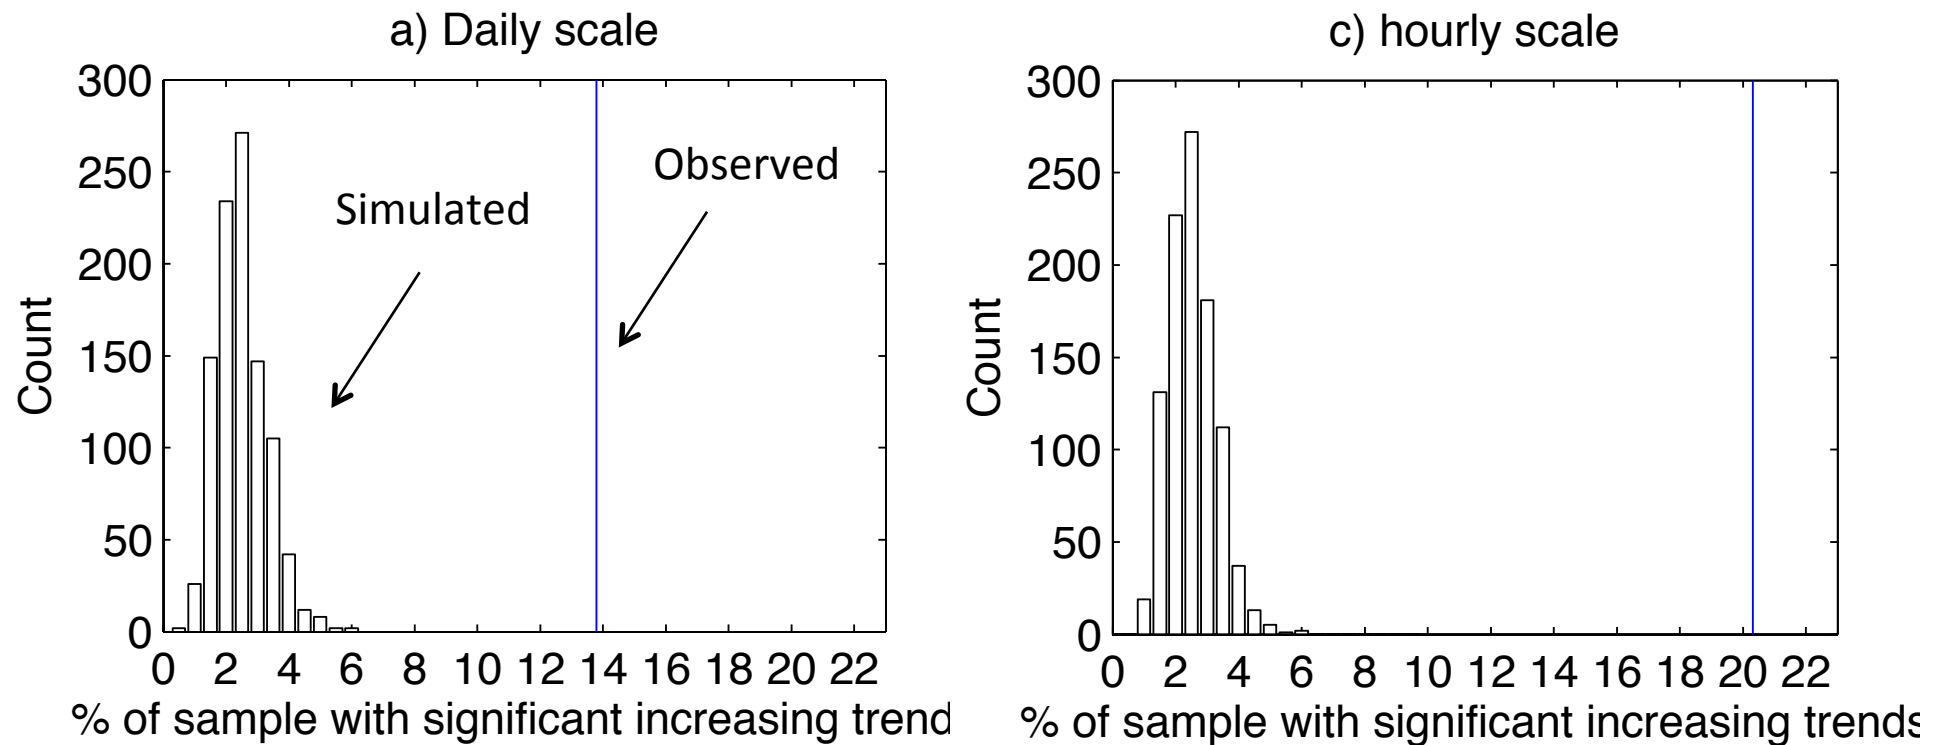 a) Daily scale
300
250
200
150
100
50
0
Count
Simulated
Observed
0 2 4 6 8 10 12 14 16 18 20 22
% of sample with significant increasing trend
c) hourly scale
300
250
200
150
100
50
0
Count
0 2 4 6 8 10 12 14 16 18 20 22
% of sample with significant increasing trends